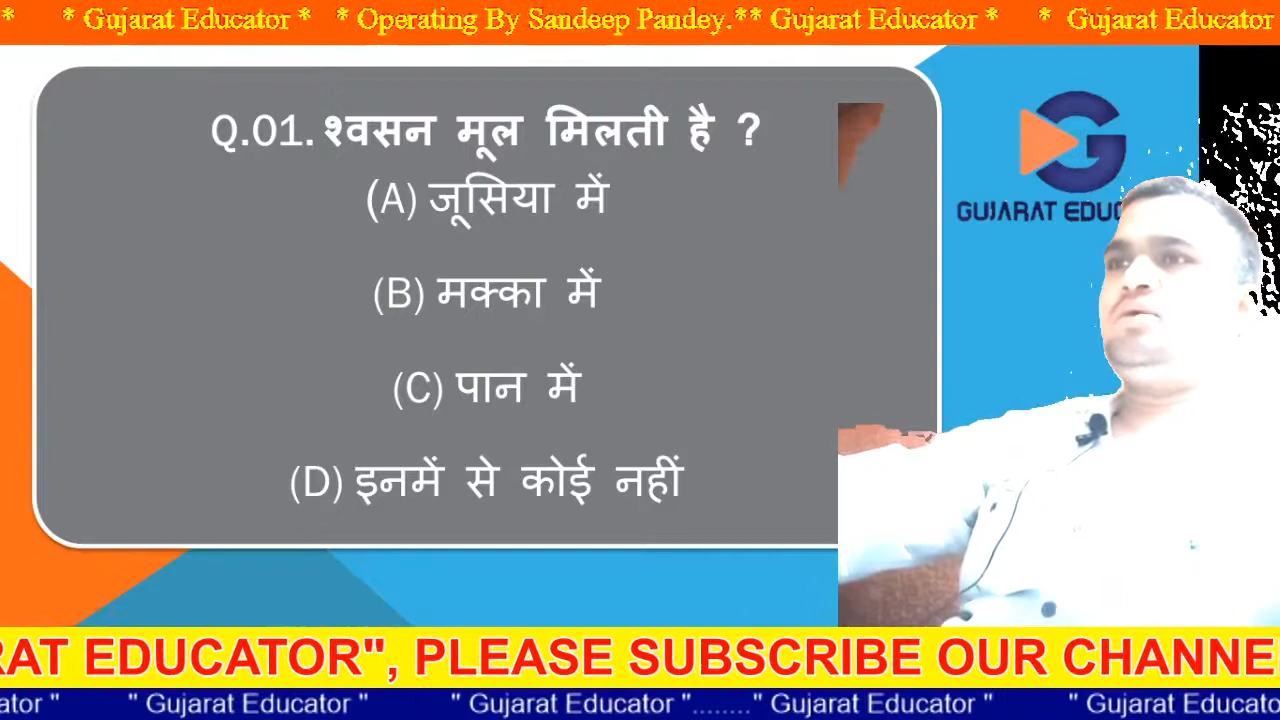 * * Gujarat Educator * * Operating By Sandeep Pandey.** Gujarat Educator * * Gujarat Educator
Q.01. श्वसन मूल मिलती है ?
(A) जूसिया में
(B) मक्का में
(C) पान में
(D) इनमें से कोई नहीं
GUJARAT EDUC
RAT EDUCATOR", PLEASE SUBSCRIBE OUR CHANNE
ator " " Gujarat Educator " " Gujarat Educator "........" Gujarat Educator " " Gujarat Educato